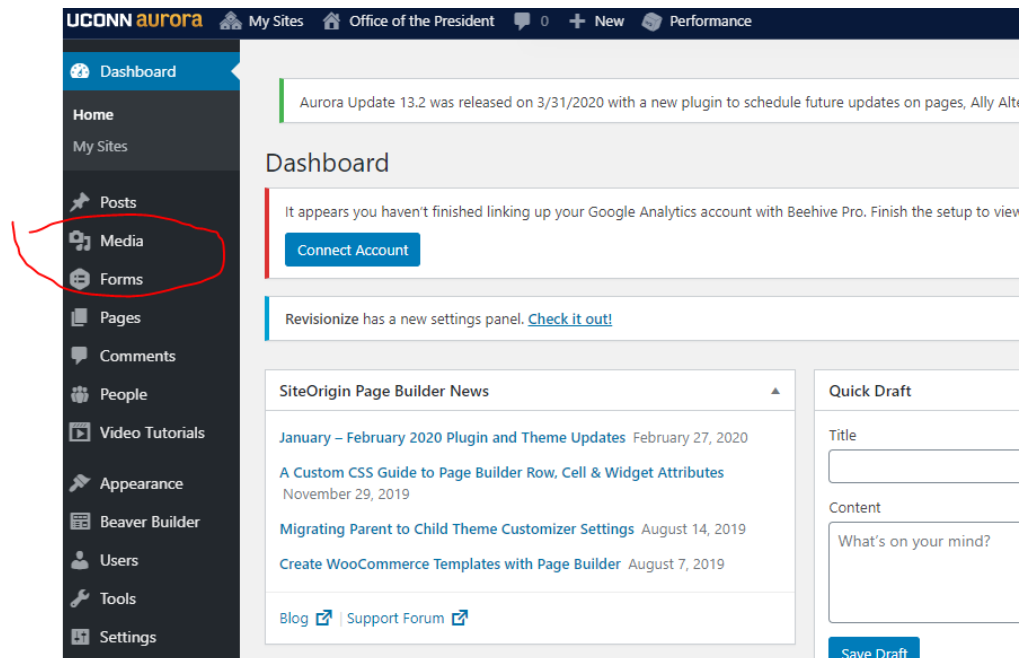 UCONN aurora My Sites Office of the President 0 New Performance
Dashboard
Home
My Sites
Posts
Media
Forms
Pages
Comments
People
Video Tutorials
Appearance
Beaver Builder
Users
Tools
Settings
Aurora Update 13.2 was released on 3/31/2020 with a new plugin to schedule future updates on pages, Ally Alte
Dashboard
It appears you haven't finished linking up your Google Analytics account with Beehive Pro. Finish the setup to view
Connect Account
Revisionize has a new settings panel. Check it out!
SiteOrigin Page Builder News
January – February 2020 Plugin and Theme Updates February 27, 2020
A Custom CSS Guide to Page Builder Row, Cell & Widget Attributes
November 29, 2019
Migrating Parent to Child Theme Customizer Settings August 14, 2019
Create WooCommerce Templates with Page Builder August 7, 2019
Blog | Support Forum
Quick Draft
Title
Content
What's on your mind?
Save Draft